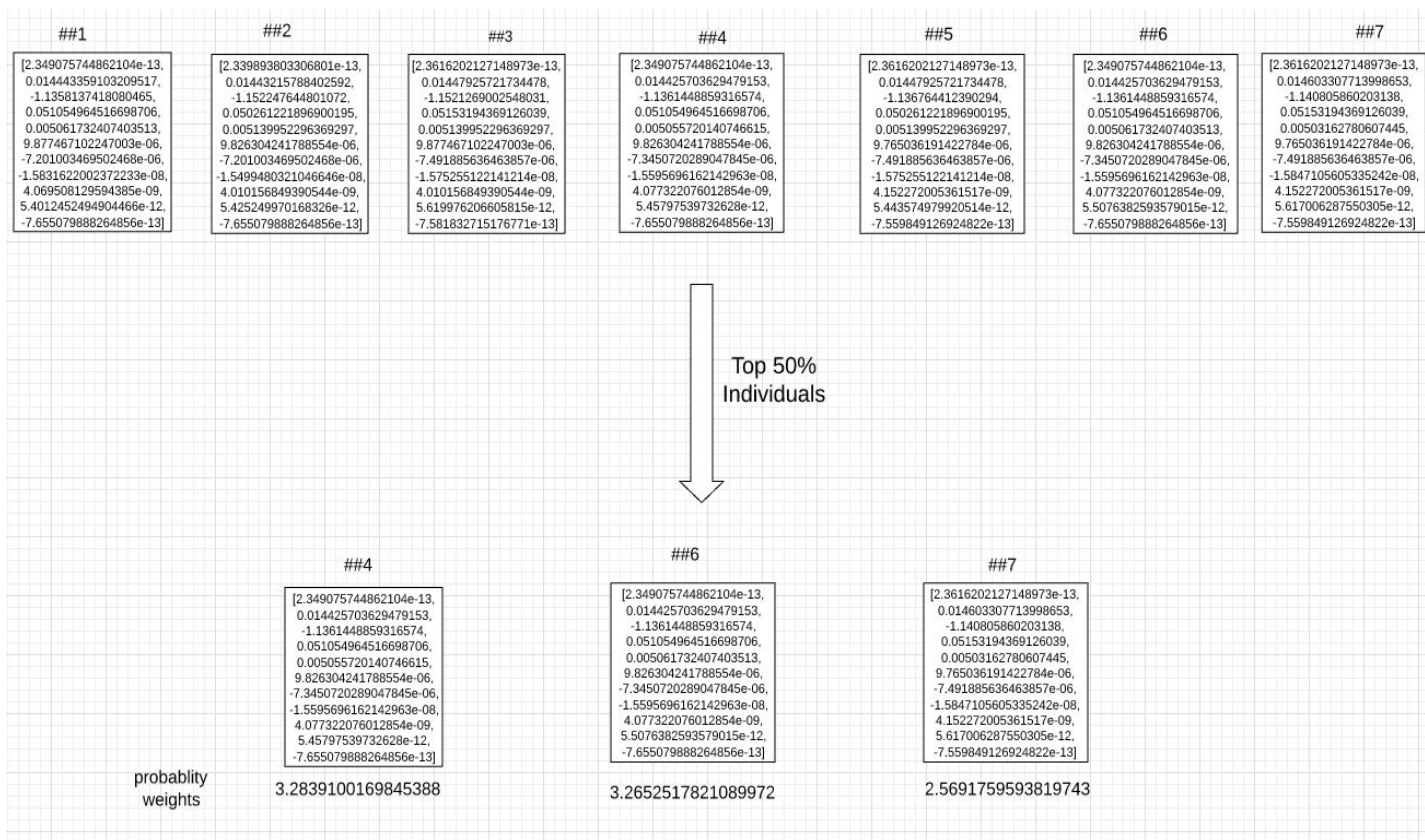 ##1
[2.349075744862104e-13,
0.014443359103209517,
-1.1358137418080465,
0.051054964516698706,
0.005061732407403513,
9.877467102247003e-06,
-7.201003469502468e-06,
-1.5831622002372233e-08,
4.069508129594385e-09,
5.4012452494904466e-12,
-7.655079888264856e-13]
##2
[2.339893803306801e-13,
0.01443215788402592,
-1.152247644801072,
0.050261221896900195,
0.005139952296369297,
9.826304241788554e-06,
-7.201003469502468e-06,
-1.5499480321046646e-08,
4.010156849390544e-09,
5.425249970168326e-12,
-7.655079888264856e-13]
##3
[2.3616202127148973e-13,
0.01447925721734478,
-1.1521269002548031,
0.05153194369126039,
0.005139952296369297,
9.877467102247003e-06,
-7.491885636463857e-06,
-1.575255122141214e-08,
4.010156849390544e-09,
5.619976206605815e-12,
-7.581832715176771e-13]
##4
[2.349075744862104e-13,
0.014425703629479153,
-1.1361448859316574,
0.051054964516698706,
0.005055720140746615,
9.826304241788554e-06,
-7.3450720289047845e-06,
-1.5595696162142963e-08,
4.077322076012854e-09,
5.45797539732628e-12,
-7.655079888264856e-13]
##5
[2.3616202127148973e-13,
0.01447925721734478,
-1.136764412390294,
0.050261221896900195,
0.005139952296369297,
9.765036191422784e-06,
-7.491885636463857e-06,
-1.575255122141214e-08,
4.152272005361517e-09,
5.443574979920514e-12,
-7.559849126924822e-13]
##6
[2.349075744862104e-13,
0.014425703629479153,
-1.1361448859316574,
0.051054964516698706,
0.005061732407403513,
9.826304241788554e-06,
-7.3450720289047845e-06,
-1.5595696162142963e-08,
4.077322076012854e-09,
5.5076382593579015e-12,
-7.655079888264856e-13]
##7
[2.3616202127148973e-13,
0.014603307713998653,
-1.140805860203138,
0.05153194369126039,
0.00503162780607445,
9.765036191422784e-06,
-7.491885636463857e-06,
-1.5847105605335242e-08,
4.152272005361517e-09,
5.617006287550305e-12,
-7.559849126924822e-13]
Top 50%
Individuals
##4
[2.349075744862104e-13,
0.014425703629479153,
-1.1361448859316574,
0.051054964516698706,
0.005055720140746615,
9.826304241788554e-06,
-7.3450720289047845e-06,
-1.5595696162142963e-08,
4.077322076012854e-09,
5.45797539732628e-12,
-7.655079888264856e-13]
##6
[2.349075744862104e-13,
0.014425703629479153,
-1.1361448859316574,
0.051054964516698706,
0.005061732407403513,
9.826304241788554e-06,
-7.3450720289047845e-06,
-1.5595696162142963e-08,
4.077322076012854e-09,
5.5076382593579015e-12,
-7.655079888264856e-13]
##7
[2.3616202127148973e-13,
0.014603307713998653,
-1.140805860203138,
0.05153194369126039,
0.00503162780607445,
9.765036191422784e-06,
-7.491885636463857e-06,
-1.5847105605335242e-08,
4.152272005361517e-09,
5.617006287550305e-12,
-7.559849126924822e-13]
probablity
weights
3.2839100169845388
3.2652517821089972
2.5691759593819743